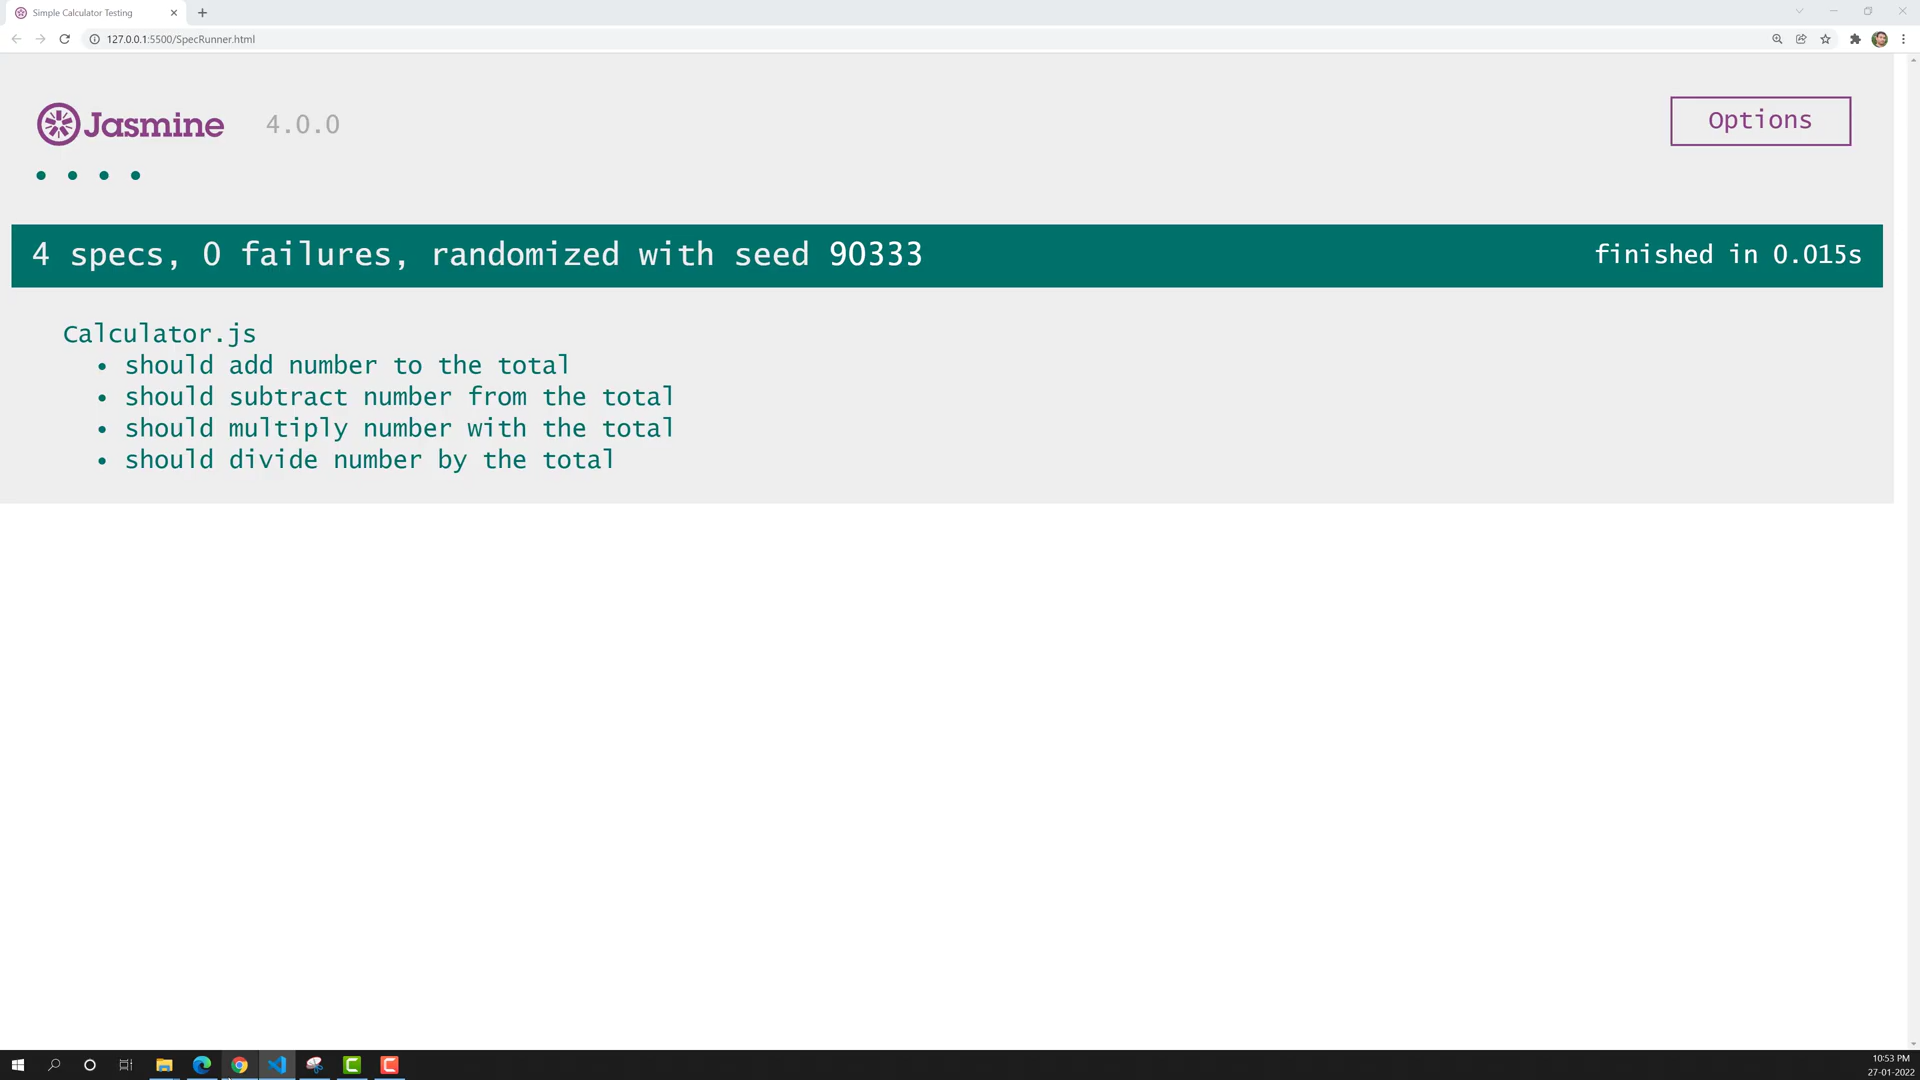 Simple Calculator Testing
127.0.0.1:5500/SpecRunner.html
Jasmine 4.0.0
Options
4 specs, 0 failures, randomized with seed 90333
finished in 0.015s
Calculator.js
• should add number to the total
• should subtract number from the total
• should multiply number with the total
• should divide number by the total
10:53 PM
27-01-2022